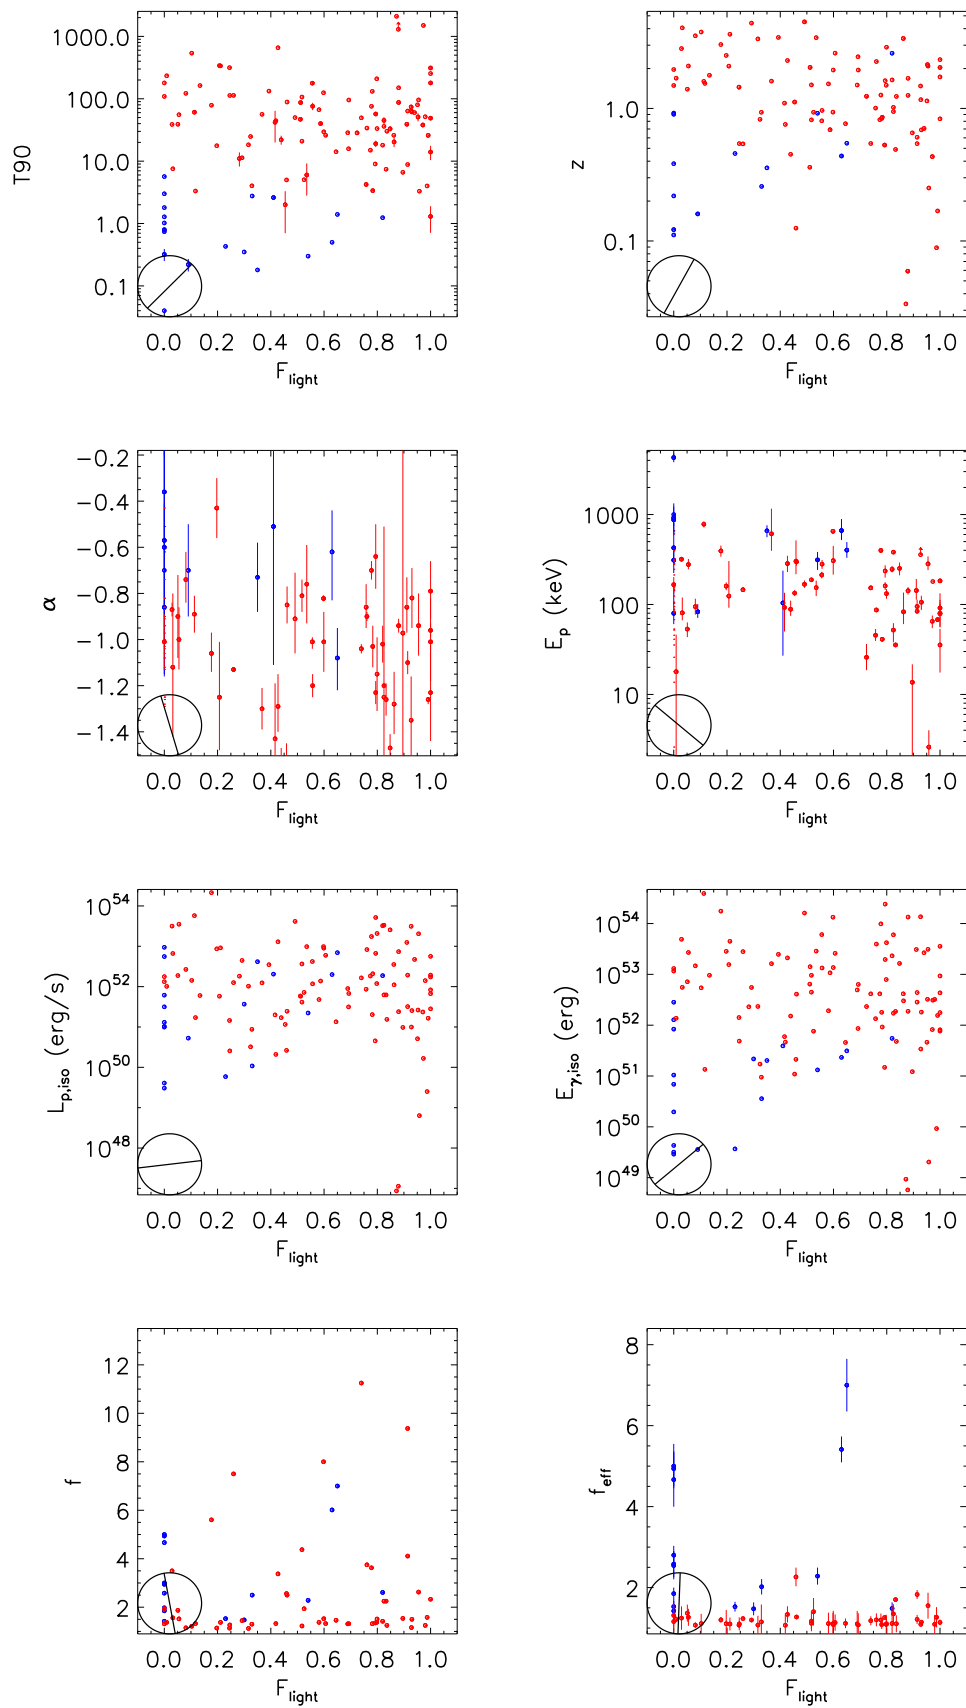 1000.0
100.0
10.0
1.0
0.1
T90
0.0 0.2 0.4 0.6 0.8 1.0
F_light
1.0
0.1
z
0.0 0.2 0.4 0.6 0.8 1.0
F_light
−0.2
−0.4
−0.6
−0.8
−1.0
−1.2
−1.4
α
0.0 0.2 0.4 0.6 0.8 1.0
F_light
1000
100
10
E_p (keV)
0.0 0.2 0.4 0.6 0.8 1.0
F_light
10^54
10^52
10^50
10^48
L_p,iso (erg/s)
0.0 0.2 0.4 0.6 0.8 1.0
F_light
10^54
10^53
10^52
10^51
10^50
10^49
E_γ,iso (erg)
0.0 0.2 0.4 0.6 0.8 1.0
F_light
12
10
8
6
4
2
f
0.0 0.2 0.4 0.6 0.8 1.0
F_light
8
6
4
2
f_eff
0.0 0.2 0.4 0.6 0.8 1.0
F_light